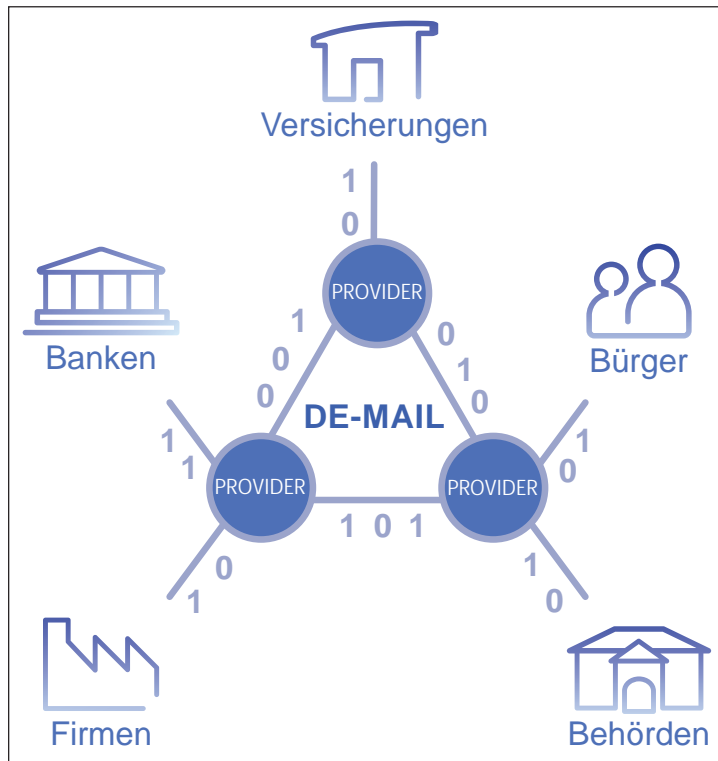 Versicherungen
1
0
PROVIDER
1
0
0
0
1
0
Banken
Bürger
DE-MAIL
1
1
PROVIDER
PROVIDER
1
0
1 0 1
0
1
1
0
Firmen
Behörden